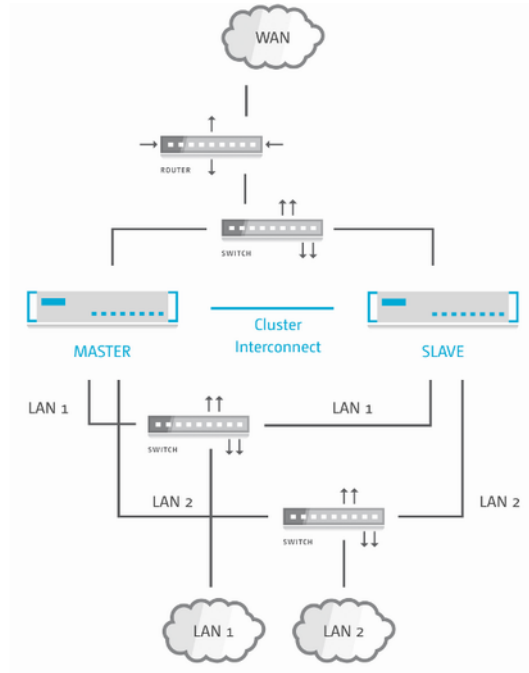 WAN
ROUTER
SWITCH
Cluster
Interconnect
MASTER
SLAVE
LAN 1
LAN 1
SWITCH
LAN 2
LAN 2
SWITCH
LAN 1
LAN 2